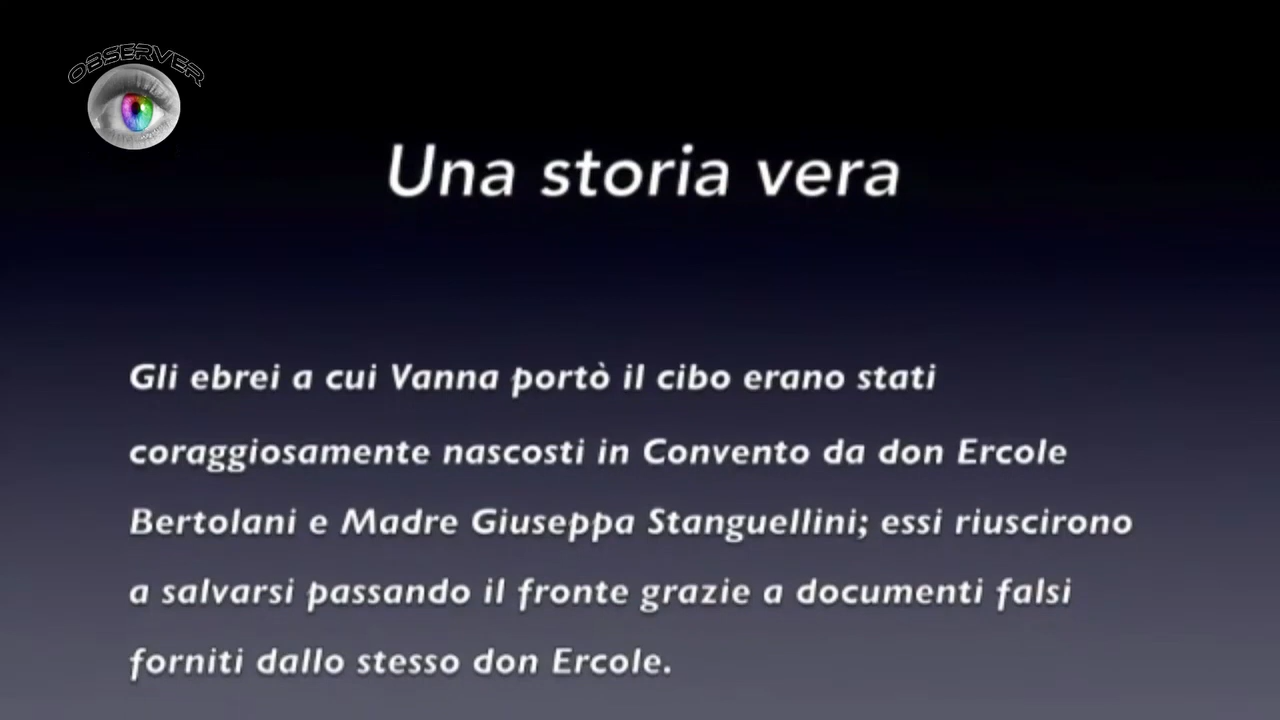 OBSERVER
Una storia vera
Gli ebrei a cui Vanna portò il cibo erano stati
coraggiosamente nascosti in Convento da don Ercole
Bertolani e Madre Giuseppa Stanguellini; essi riuscirono
a salvarsi passando il fronte grazie a documenti falsi
forniti dallo stesso don Ercole.